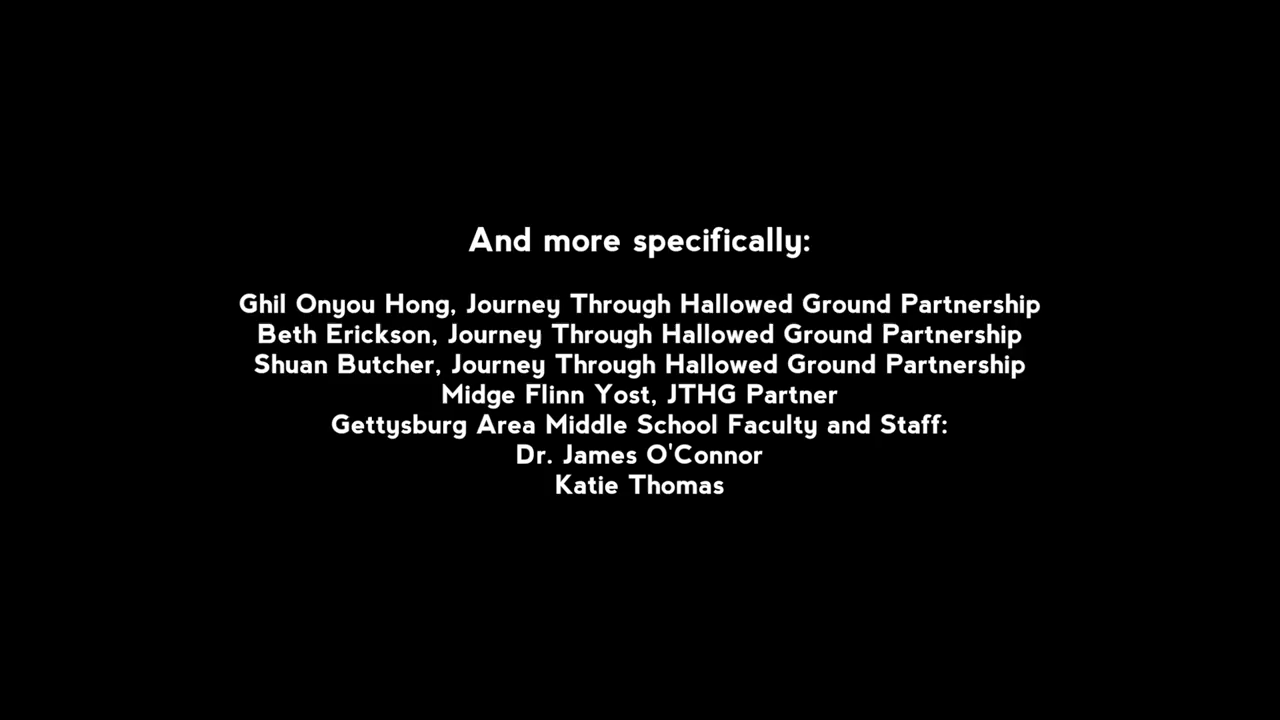 And more specifically:
Ghil Onyou Hong, Journey Through Hallowed Ground Partnership
Beth Erickson, Journey Through Hallowed Ground Partnership
Shuan Butcher, Journey Through Hallowed Ground Partnership
Midge Flinn Yost, JTHG Partner
Gettysburg Area Middle School Faculty and Staff:
Dr. James O'Connor
Katie Thomas